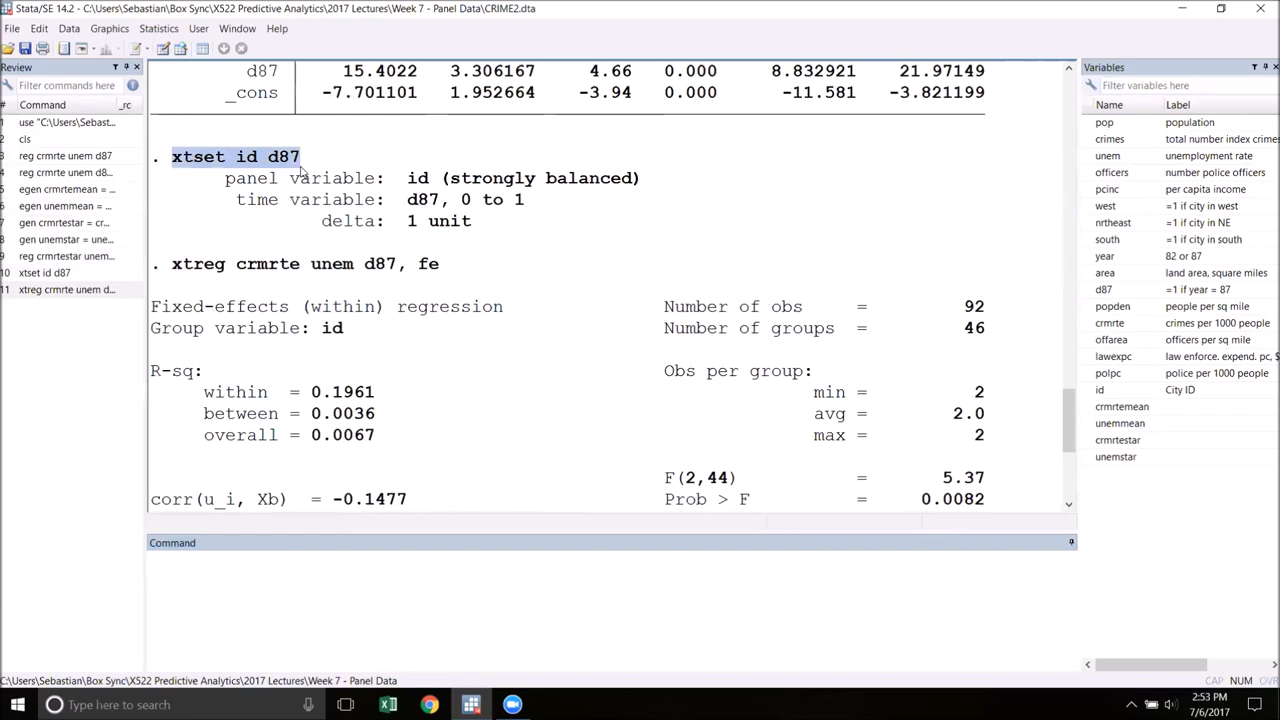 Stata/SE 14.2 - C:\Users\Sebastian\Box Sync\X522 Predictive Analytics\2017 Lectures\Week 7 - Panel Data\CRIME2.dta
File Edit Data Graphics Statistics User Window Help
Review
Filter commands here
# Command _rc
1 use "C:\Users\Sebast...
2 cls
3 reg crmrte unem d87
4 reg crmrte unem d8...
5 egen crmrtemean = ...
6 egen unemmean = ...
7 gen crmrtestar = cr...
8 gen unemstar = une...
9 reg crmrtestar unem...
10 xtset id d87
11 xtreg crmrte unem d...
d87 15.4022 3.306167 4.66 0.000 8.832921 21.97149
_cons -7.701101 1.952664 -3.94 0.000 -11.581 -3.821199
. xtset id d87
panel variable: id (strongly balanced)
time variable: d87, 0 to 1
delta: 1 unit
. xtreg crmrte unem d87, fe
Fixed-effects (within) regression Number of obs = 92
Group variable: id Number of groups = 46
R-sq: Obs per group:
within = 0.1961 min = 2
between = 0.0036 avg = 2.0
overall = 0.0067 max = 2
F(2,44) = 5.37
corr(u_i, Xb) = -0.1477 Prob > F = 0.0082
Command
Variables
Filter variables here
Name Label
pop population
crimes total number index crimes
unem unemployment rate
officers number police officers
pcinc per capita income
west =1 if city in west
nrtheast =1 if city in NE
south =1 if city in south
year 82 or 87
area land area, square miles
d87 =1 if year = 87
popden people per sq mile
crmrte crimes per 1000 people
offarea officers per sq mile
lawexpc law enforce. expend. pc, $
polpc police per 1000 people
id City ID
crmrtemean
unemmean
crmrtestar
unemstar
C:\Users\Sebastian\Box Sync\X522 Predictive Analytics\2017 Lectures\Week 7 - Panel Data
CAP NUM OVR
Type here to search
2:53 PM
7/6/2017